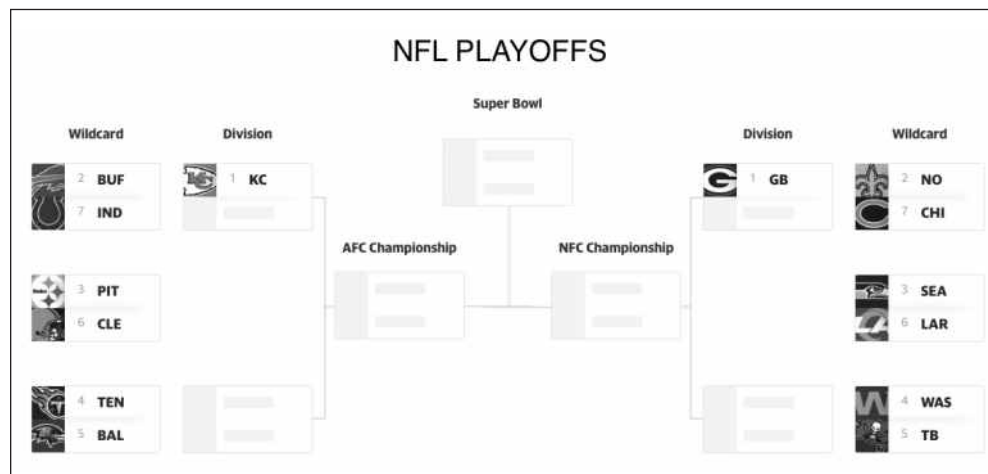 NFL PLAYOFFS
Super Bowl
Wildcard
Division
Division
Wildcard
2 BUF
7 IND
1 KC
1 GB
2 NO
7 CHI
AFC Championship
NFC Championship
3 PIT
6 CLE
3 SEA
6 LAR
4 TEN
5 BAL
4 WAS
5 TB